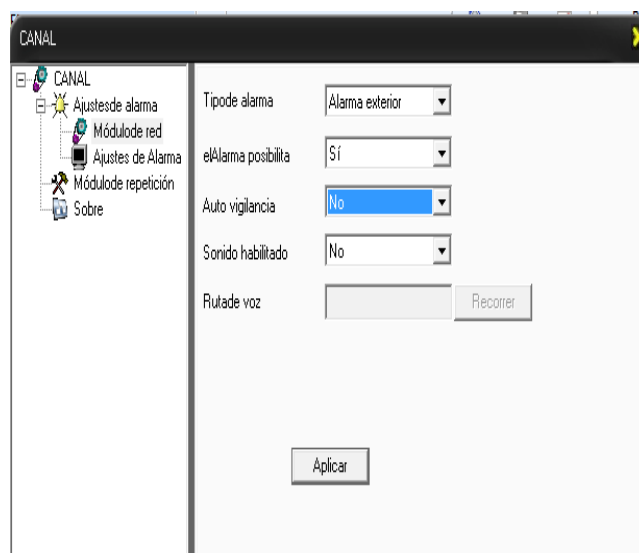 CANAL
CANAL
Ajustesde alarma
Módulode red
Ajustes de Alarma
Módulode repetición
Sobre
Tipode alarma
Alarma exterior
elAlarma posibilita
Sí
Auto vigilancia
No
Sonido habilitado
No
Rutade voz
Recorrer
Aplicar